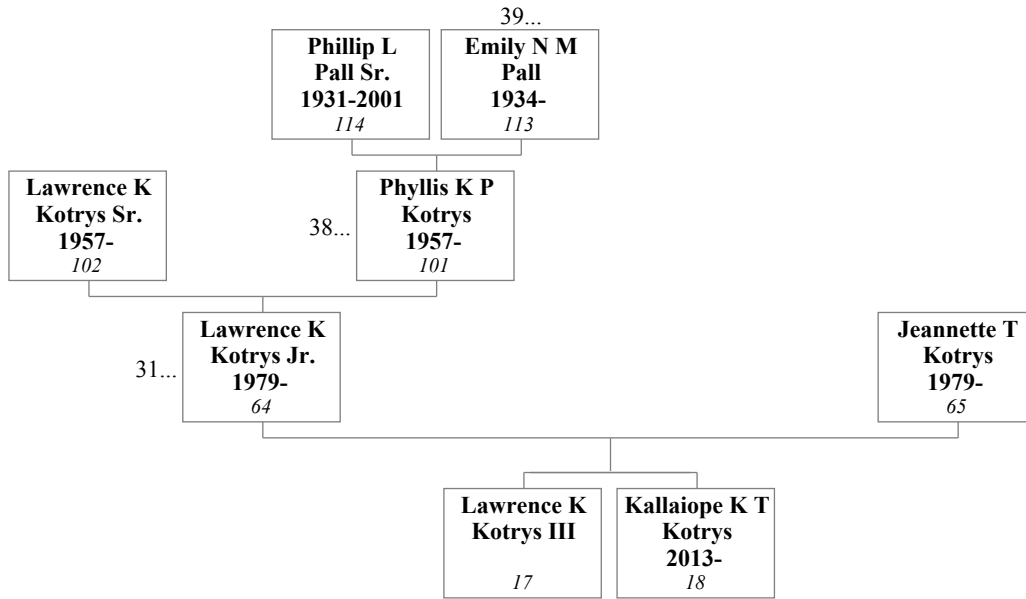 39...
Phillip L
Pall Sr.
1931-2001
114
Emily N M
Pall
1934-
113
Lawrence K
Kotrys Sr.
1957-
102
38...
Phyllis K P
Kotrys
1957-
101
31...
Lawrence K
Kotrys Jr.
1979-
64
Jeannette T
Kotrys
1979-
65
Lawrence K
Kotrys III
17
Kallaiope K T
Kotrys
2013-
18